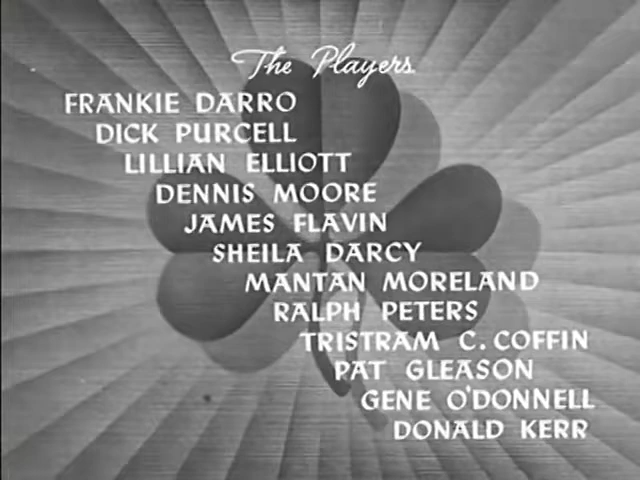 The Players
FRANKIE DARRO
DICK PURCELL
LILLIAN ELLIOTT
DENNIS MOORE
JAMES FLAVIN
SHEILA DARCY
MANTAN MORELAND
RALPH PETERS
TRISTRAM C. COFFIN
PAT GLEASON
GENE O'DONNELL
DONALD KERR